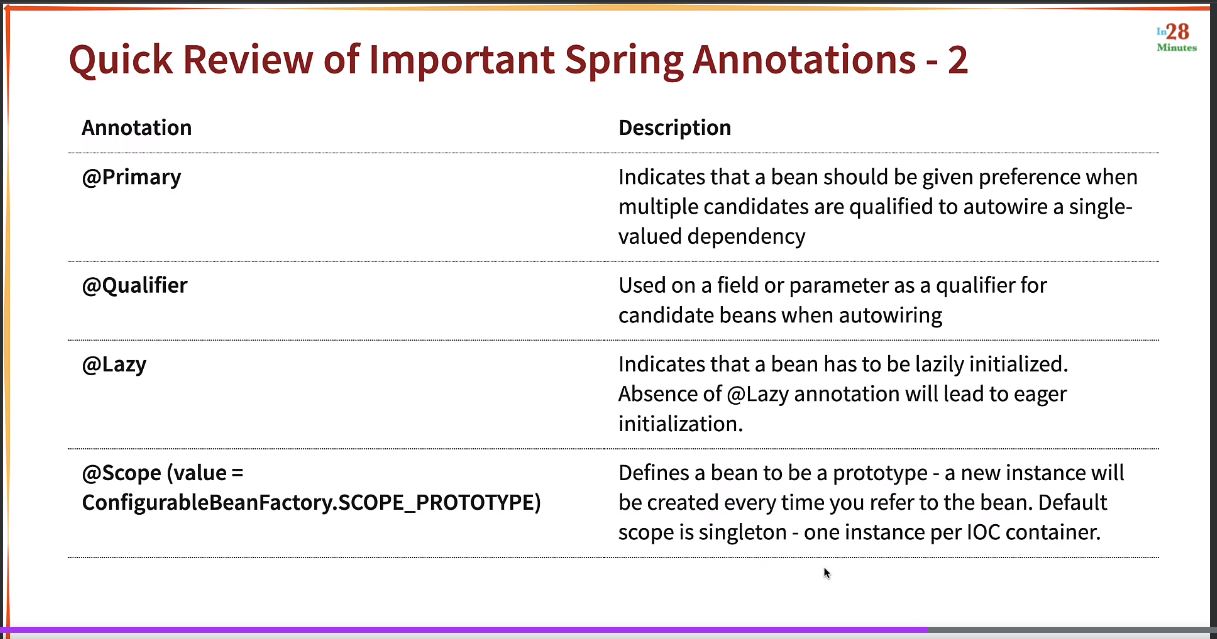 In28
Minutes
Quick Review of Important Spring Annotations - 2
Annotation
Description
@Primary
Indicates that a bean should be given preference when
multiple candidates are qualified to autowire a single-
valued dependency
@Qualifier
Used on a field or parameter as a qualifier for
candidate beans when autowiring
@Lazy
Indicates that a bean has to be lazily initialized.
Absence of @Lazy annotation will lead to eager
initialization.
@Scope (value =
ConfigurableBeanFactory.SCOPE_PROTOTYPE)
Defines a bean to be a prototype - a new instance will
be created every time you refer to the bean. Default
scope is singleton - one instance per IOC container.